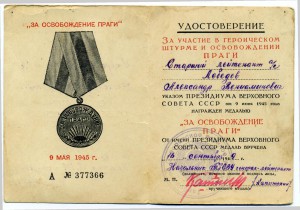 "ЗА ОСВОБОЖДЕНИЕ
ПРАГИ"
9 МАЯ 1945 г.
А № 377366
УДОСТОВЕРЕНИЕ
ЗА УЧАСТИЕ В ГЕРОИЧЕСКОМ
ШТУРМЕ И ОСВОБОЖДЕНИИ
ПРАГИ
Старший лейтенант
Лебедев
Александр
УКАЗОМ ПРЕЗИДИУМА ВЕРХОВНОГО
СОВЕТА СССР от 9 июня 1945 года
НАГРАЖДЕН МЕДАЛЬЮ
„ЗА ОСВОБОЖДЕНИЕ
ПРАГИ"
ОТ ИМЕНИ ПРЕЗИДИУМА ВЕРХОВНОГО
СОВЕТА СССР МЕДАЛЬ ВРУЧЕНА
сентября
М. П.